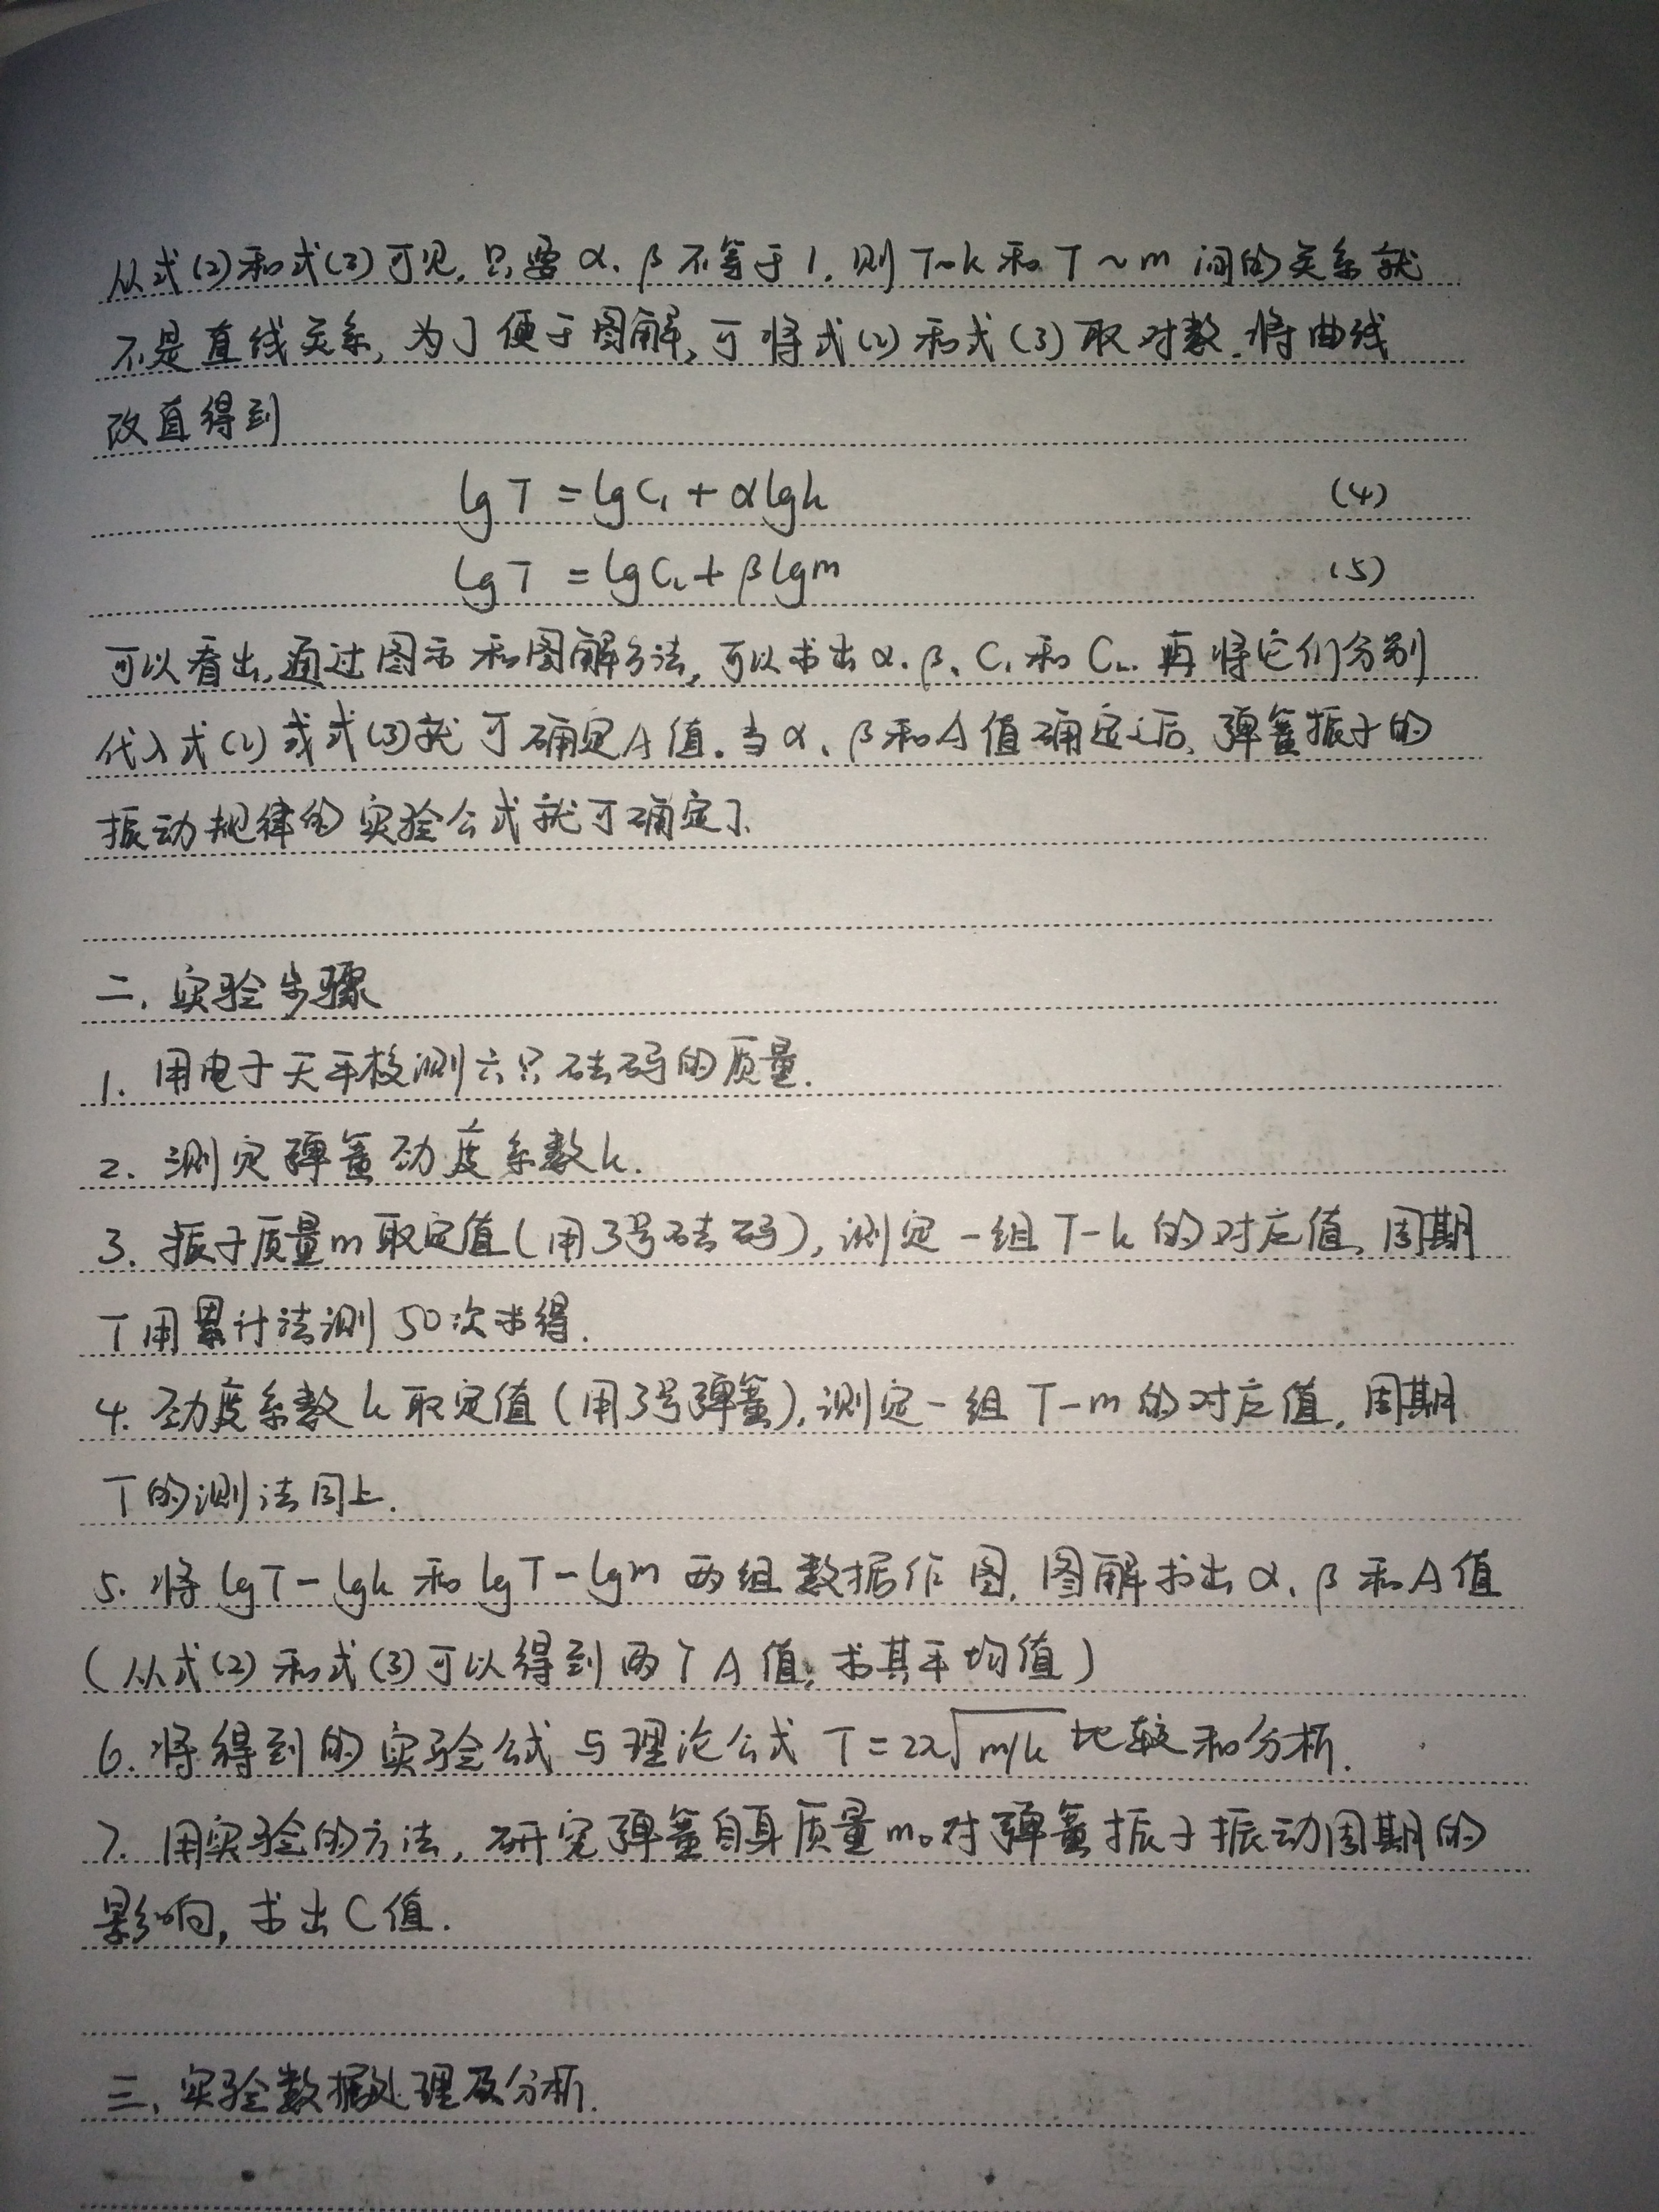 从式(2)和式(3)可见,只要α、β不等于1,则T~k和T~m间的关系就
不是直线关系,为了便于图解,可将式(2)和式(3)取对数,将曲线
改直得到
lgT=lgC₁+αlgk (4)
lgT=lgC₂+βlgm (5)
可以看出,通过图示和图解方法,可以求出α、β、C₁和C₂.再将它们分别
代入式(2)或式(3)就可确定A值.当α、β和A值确定之后,弹簧振子的
振动规律的实验公式就可确定了.
二、实验步骤
1. 用电子天平校测六只砝码的质量.
2. 测定弹簧劲度系数k.
3. 振子质量m取定值(用3号砝码),测定一组T-k的对应值,周期
T用累计法测50次求得.
4. 劲度系数k取定值(用3号弹簧),测定一组T-m的对应值,周期
T的测法同上.
5. 将lgT-lgk和lgT-lgm两组数据作图,图解求出α、β和A值
(从式(2)和式(3)可以得到两个A值,求其平均值)
6. 将得到的实验公式与理论公式T=2π√m/k比较和分析.
7. 用实验的方法,研究弹簧自身质量m₀对弹簧振子振动周期的
影响,求出C值.
三、实验数据处理及分析.